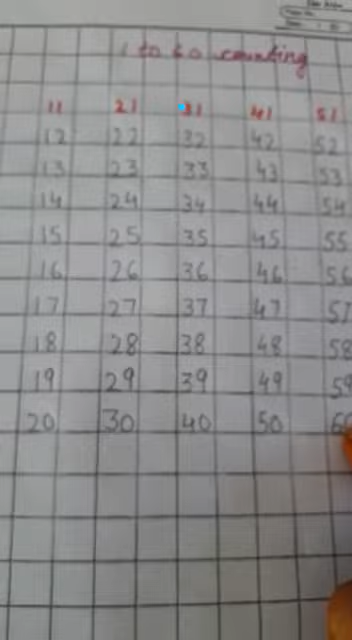 1 to 60 counting
11 21 31 41 51
12 22 32 42 52
13 23 33 43 53
14 24 34 44 54
15 25 35 45 55
16 26 36 46 56
17 27 37 47 57
18 28 38 48 58
19 29 39 49 59
20 30 40 50 60